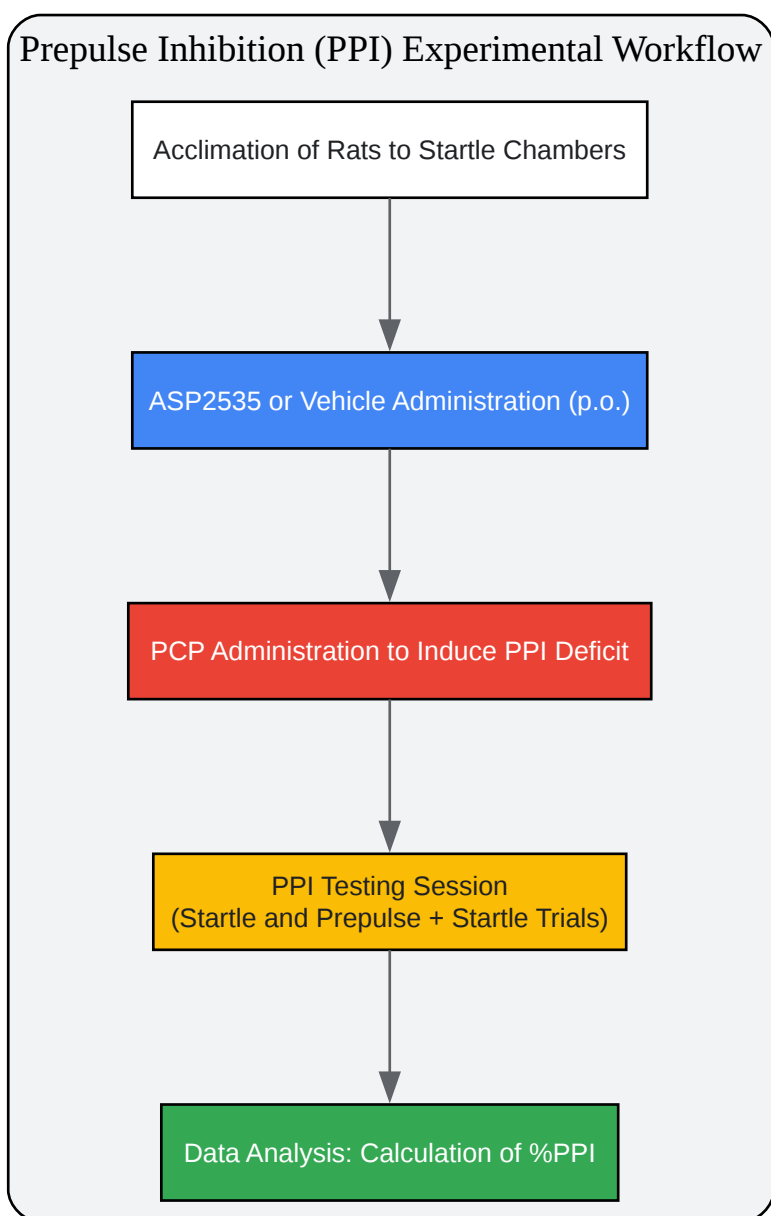 Prepulse Inhibition (PPI) Experimental Workflow
Acclimation of Rats to Startle Chambers
ASP2535 or Vehicle Administration (p.o.)
PCP Administration to Induce PPI Deficit
PPI Testing Session
(Startle and Prepulse + Startle Trials)
Data Analysis: Calculation of %PPI